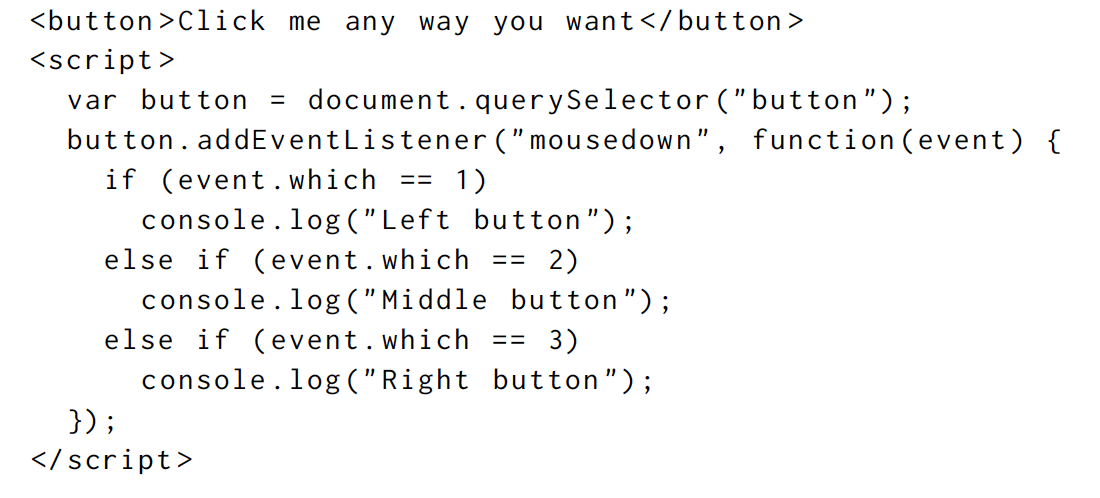 <button>Click me any way you want</button>
<script>
  var button = document.querySelector("button");
  button.addEventListener("mousedown", function(event) {
    if (event.which == 1)
      console.log("Left button");
    else if (event.which == 2)
      console.log("Middle button");
    else if (event.which == 3)
      console.log("Right button");
  });
</script>